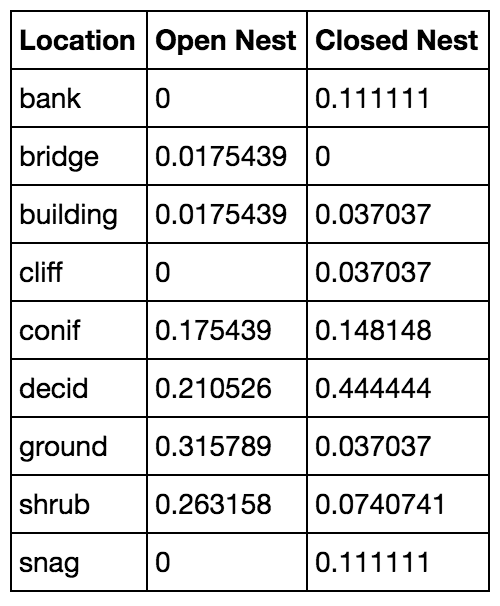 Location Open Nest Closed Nest
bank 0 0.111111
bridge 0.0175439 0
building 0.0175439 0.037037
cliff 0 0.037037
conif 0.175439 0.148148
decid 0.210526 0.444444
ground 0.315789 0.037037
shrub 0.263158 0.0740741
snag 0 0.111111